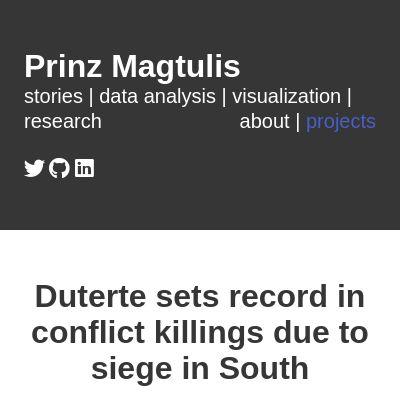 Prinz Magtulis
stories | data analysis | visualization |
research about | projects
Duterte sets record in
conflict killings due to
siege in South